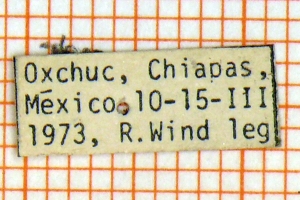 Oxchuc, Chiapas,
México 10-15-III
1973, R.Wind leg